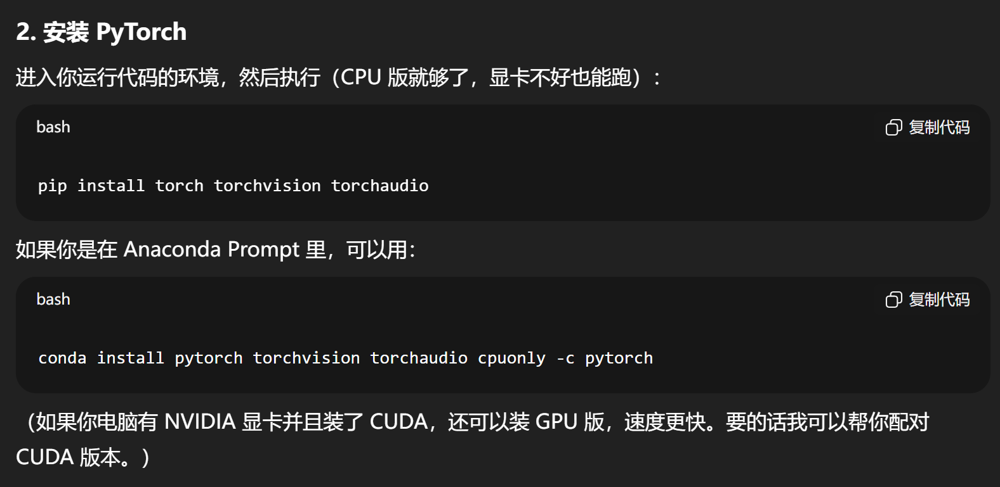 2. 安装 PyTorch
进入你运行代码的环境，然后执行（CPU 版就够了，显卡不好也能跑）：
bash
复制代码
pip install torch torchvision torchaudio
如果你是在 Anaconda Prompt 里，可以用：
bash
复制代码
conda install pytorch torchvision torchaudio cpuonly -c pytorch
（如果你电脑有 NVIDIA 显卡并且装了 CUDA，还可以装 GPU 版，速度更快。要的话我可以帮你配对
CUDA 版本。）